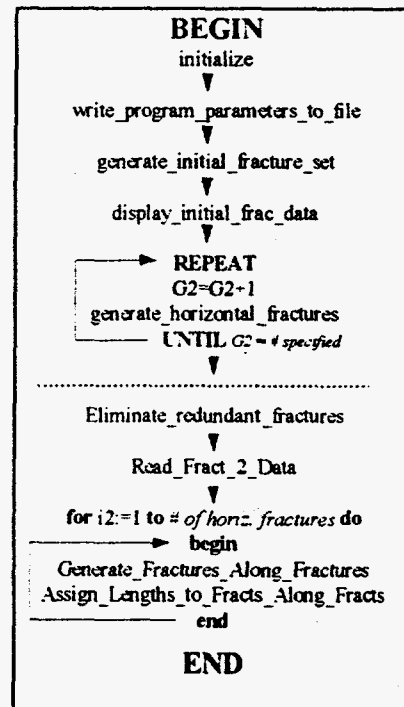 BEGIN
initialize
write_program_parameters_to_file
generate_initial_fracture_set
display_initial_frac_data
REPEAT
G2=G2+1
generate_horizontal_fractures
UNTIL G2 = # specified
Eliminate_redundant_fractures
Read_Fract_2_Data
for i2:=1 to # of horiz. fractures do
begin
Generate_Fractures_Along_Fractures
Assign_Lengths_to_Fracts_Along_Fracts
end
END